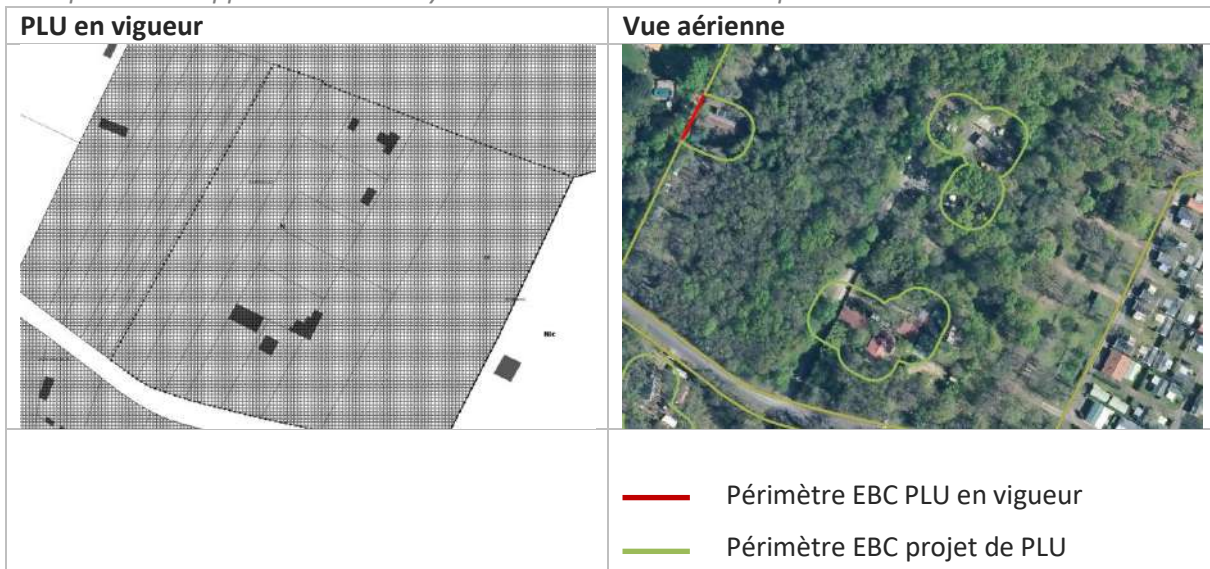 PLU en vigueur
Vue aérienne
Nlc
Périmètre EBC PLU en vigueur
Périmètre EBC projet de PLU